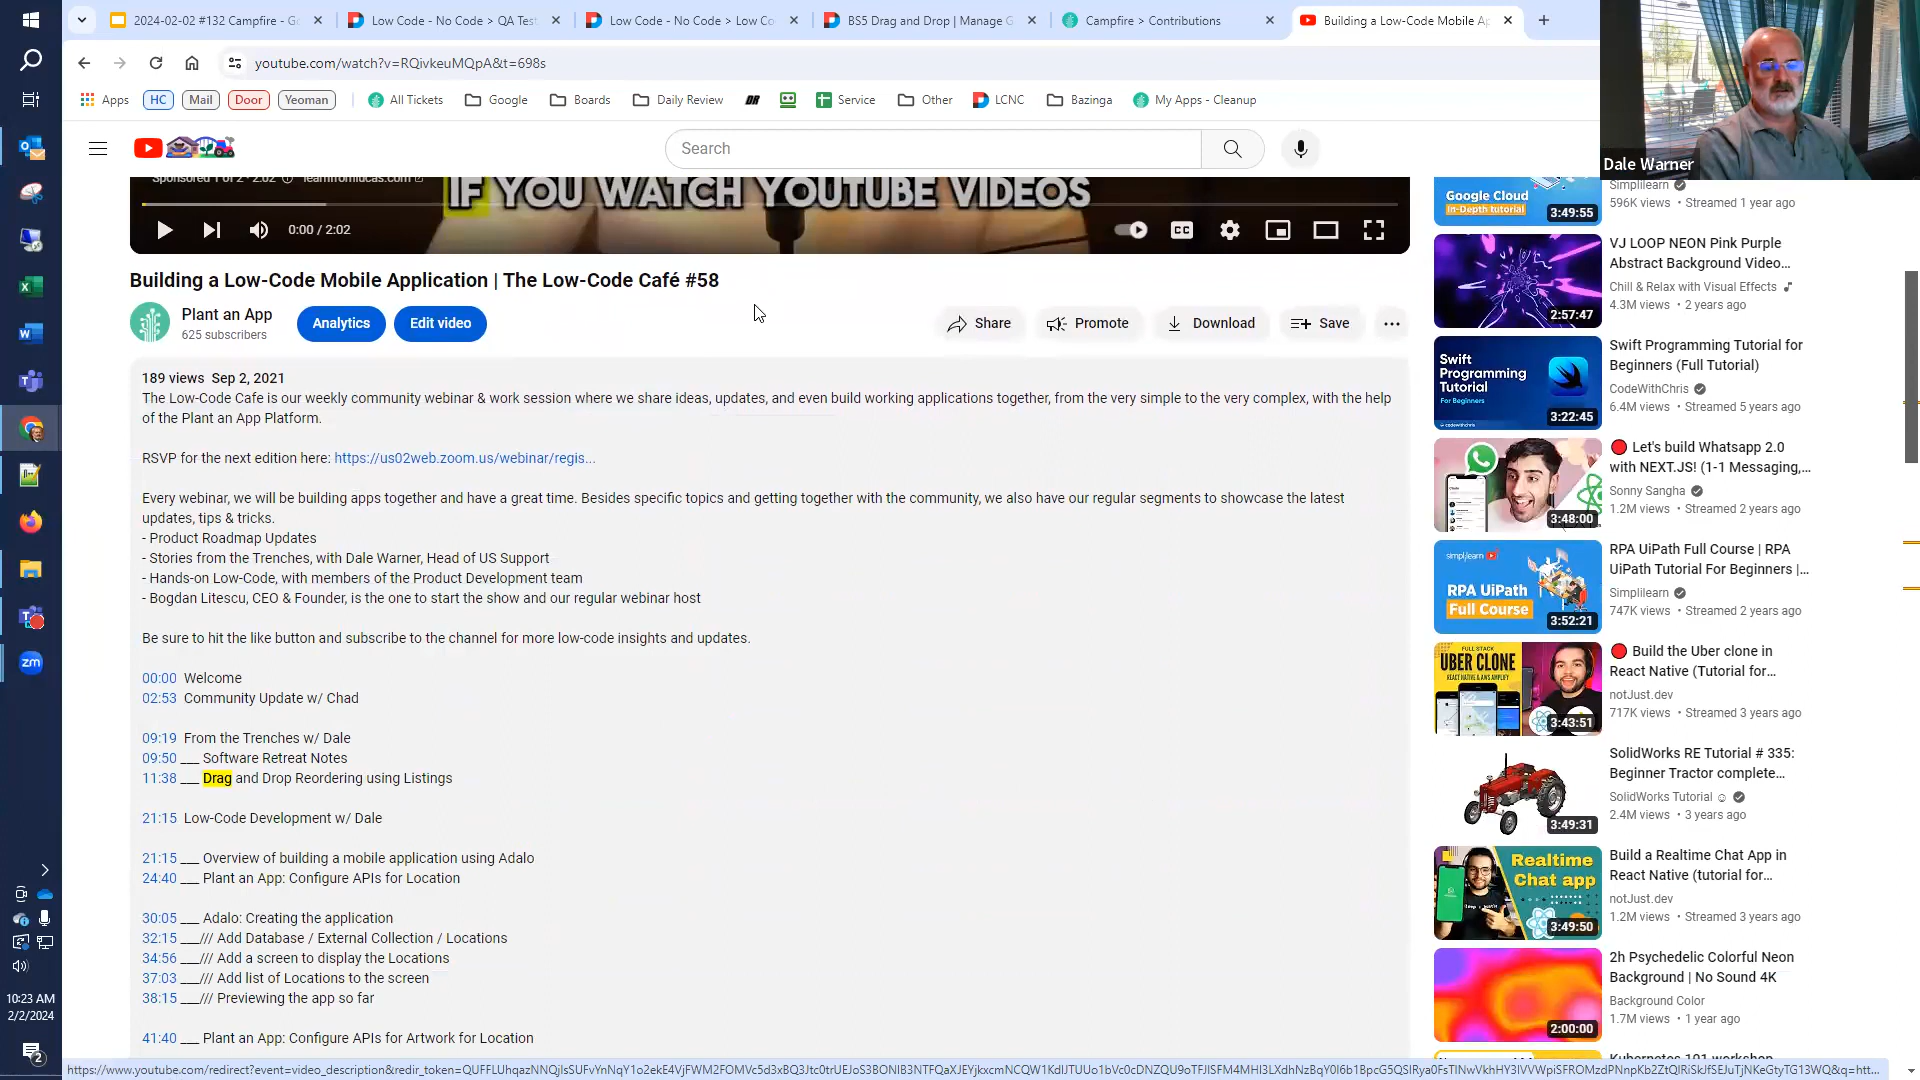 2024-02-02 #132 Campfire - Go
Low Code - No Code > QA Test
Low Code - No Code > Low Co
BS5 Drag and Drop | Manage G
Campfire > Contributions
Building a Low-Code Mobile Ap
youtube.com/watch?v=RQivkeuMQpA&t=698s
Apps
HC
Mail
Door
Yeoman
All Tickets
Google
Boards
Daily Review
Service
Other
LCNC
Bazinga
My Apps - Cleanup
Search
Dale Warner
Sponsored 1 of 2 · 2:02
IF YOU WATCH YOUTUBE VIDEOS
0:00 / 2:02
CC
Building a Low-Code Mobile Application | The Low-Code Café #58
Plant an App
625 subscribers
Analytics
Edit video
Share
Promote
Download
Save
189 views Sep 2, 2021
The Low-Code Cafe is our weekly community webinar & work session where we share ideas, updates, and even build working applications together, from the very simple to the very complex, with the help
of the Plant an App Platform.
RSVP for the next edition here: https://us02web.zoom.us/webinar/regis...
Every webinar, we will be building apps together and have a great time. Besides specific topics and getting together with the community, we also have our regular segments to showcase the latest
updates, tips & tricks.
- Product Roadmap Updates
- Stories from the Trenches, with Dale Warner, Head of US Support
- Hands-on Low-Code, with members of the Product Development team
- Bogdan Litescu, CEO & Founder, is the one to start the show and our regular webinar host
Be sure to hit the like button and subscribe to the channel for more low-code insights and updates.
00:00 Welcome
02:53 Community Update w/ Chad
09:19 From the Trenches w/ Dale
09:50 ___ Software Retreat Notes
11:38 ___ Drag and Drop Reordering using Listings
21:15 Low-Code Development w/ Dale
21:15 ___ Overview of building a mobile application using Adalo
24:40 ___ Plant an App: Configure APIs for Location
30:05 ___ Adalo: Creating the application
32:15 ___/// Add Database / External Collection / Locations
34:56 ___/// Add a screen to display the Locations
37:03 ___/// Add list of Locations to the screen
38:15 ___/// Previewing the app so far
41:40 ___ Plant an App: Configure APIs for Artwork for Location
Google Cloud
In-Depth tutorial
3:49:55
Simplilearn
596K views • Streamed 1 year ago
2:57:47
VJ LOOP NEON Pink Purple
Abstract Background Video...
Chill & Relax with Visual Effects
4.3M views • 2 years ago
Swift
Programming
Tutorial
For Beginners
codewithchris
3:22:45
Swift Programming Tutorial for
Beginners (Full Tutorial)
CodeWithChris
6.4M views • Streamed 5 years ago
3:48:00
Let's build Whatsapp 2.0
with NEXT.JS! (1-1 Messaging,...
Sonny Sangha
1.2M views • Streamed 2 years ago
simplilearn
RPA UiPath
Full Course
3:52:21
RPA UiPath Full Course | RPA
UiPath Tutorial For Beginners |...
Simplilearn
747K views • Streamed 2 years ago
FULL STACK
UBER CLONE
REACT NATIVE & AWS AMPLIFY
3:43:51
Build the Uber clone in
React Native (Tutorial for...
notJust.dev
717K views • Streamed 3 years ago
3:49:31
SolidWorks RE Tutorial # 335:
Beginner Tractor complete...
SolidWorks Tutorial
2.4M views • 3 years ago
Realtime
Chat app
3:49:50
Build a Realtime Chat App in
React Native (tutorial for...
notJust.dev
1.2M views • Streamed 3 years ago
2:00:00
2h Psychedelic Colorful Neon
Background | No Sound 4K
Background Color
1.7M views • 1 year ago
Kubernetes 101 workshop
zm
10:23 AM
2/2/2024
2